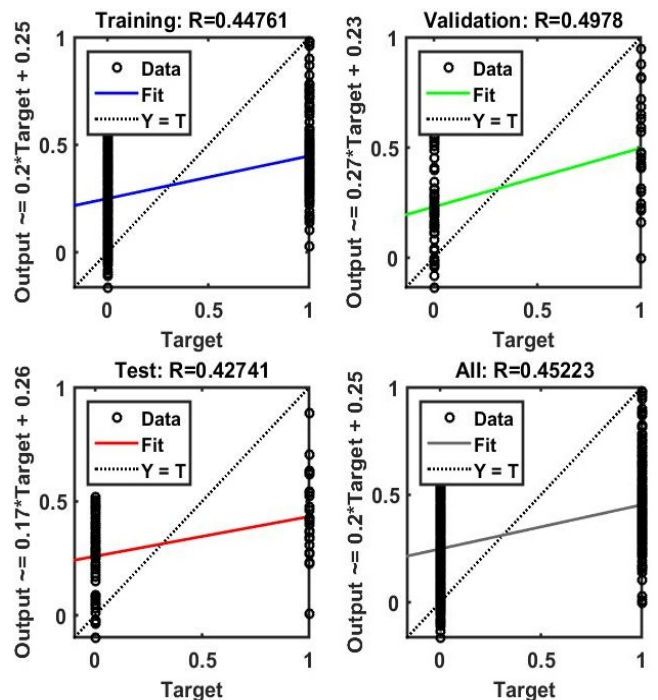 Training: R=0.44761
Output ~= 0.2*Target + 0.25
1
0.5
0
Data
Fit
Y = T
0
0.5
1
Target
Validation: R=0.4978
Output ~= 0.27*Target + 0.23
1
0.5
0
Data
Fit
Y = T
0
0.5
1
Target
Test: R=0.42741
Output ~= 0.17*Target + 0.26
1
0.5
0
Data
Fit
Y = T
0
0.5
1
Target
All: R=0.45223
Output ~= 0.2*Target + 0.25
1
0.5
0
Data
Fit
Y = T
0
0.5
1
Target